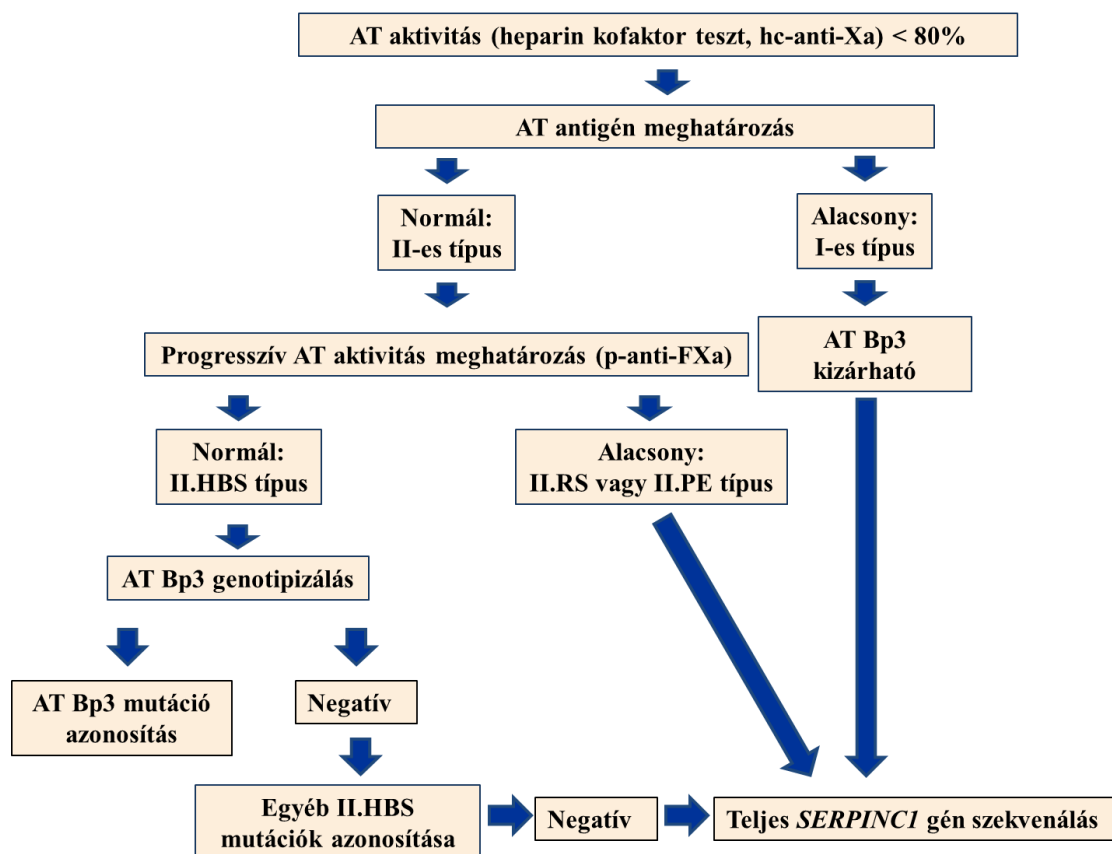 AT aktivitás (heparin kofaktor teszt, hc-anti-Xa) < 80%
AT antigén meghatározás
Normál:
II-es típus
Alacsony:
I-es típus
Progresszív AT aktivitás meghatározás (p-anti-FXa)
AT Bp3
kizárható
Normál:
II.HBS típus
Alacsony:
II.RS vagy II.PE típus
AT Bp3 genotipizálás
AT Bp3 mutáció
azonosítás
Negatív
Egyéb II.HBS
mutációk azonosítása
Negatív
Teljes SERPINC1 gén szekvenálás